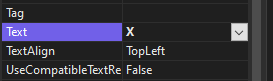 Tag
Text X
TextAlign TopLeft
UseCompatibleTextRe False